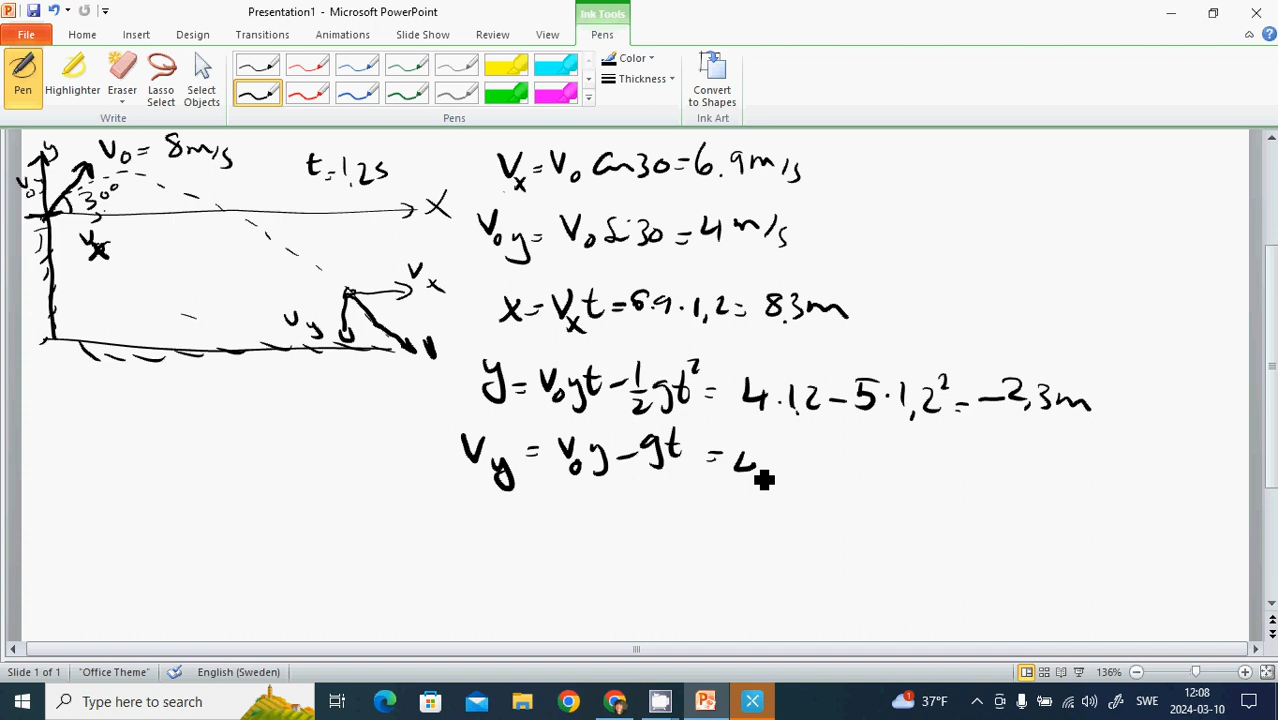 Presentation1 - Microsoft PowerPoint
Ink Tools
File Home Insert Design Transitions Animations Slide Show Review View Pens
Pen
Highlighter
Eraser
Lasso Select
Select Objects
Color
Thickness
Convert to Shapes
Write
Pens
Ink Art
y
V0 = 8m/s
t=1.2s
30°
X
Vx
Vx
Vy
V
Vx = V0 Cos30=6.9m/s
V0y = V0 Si30 = 4 m/s
x = Vxt = 6.9·1,2= 8.3m
y = V0yt - 1/2gt² = 4·1.2 - 5·1,2² = -2,3m
Vy = V0y - gt = 4
Slide 1 of 1
"Office Theme"
English (Sweden)
136%
Type here to search
1
37°F
SWE
12:08
2024-03-10